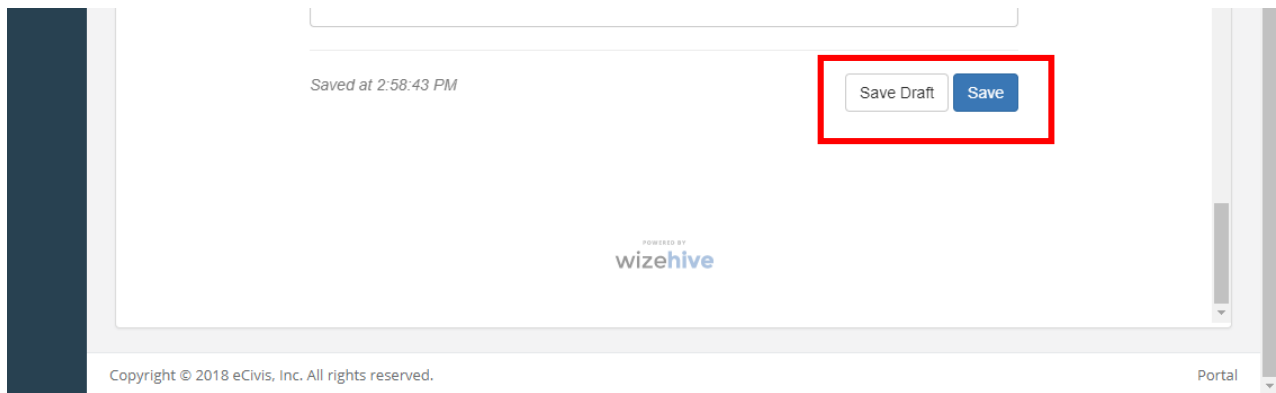 Saved at 2:58:43 PM
Save Draft Save
POWERED BY
wizehive
Copyright © 2018 eCivis, Inc. All rights reserved. Portal